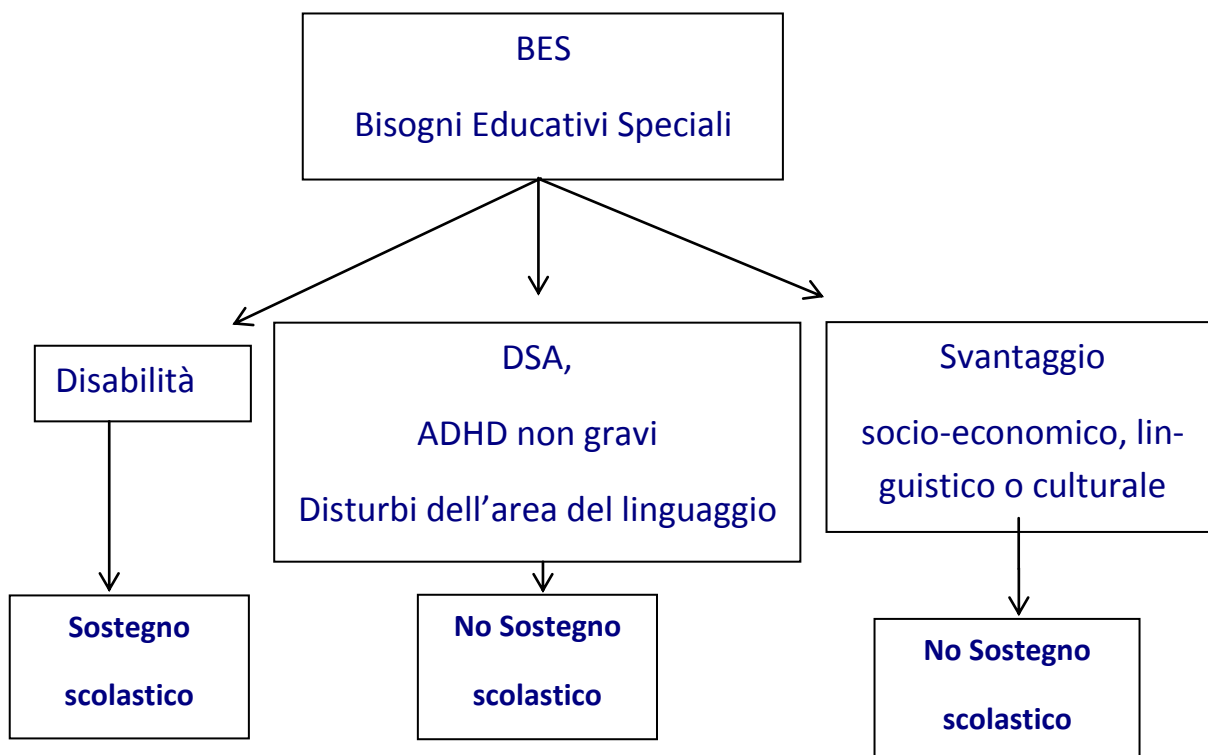 BES
Bisogni Educativi Speciali
Disabilità
DSA,
ADHD non gravi
Disturbi dell’area del linguaggio
Svantaggio
socio-economico, lin-
guistico o culturale
Sostegno
scolastico
No Sostegno
scolastico
No Sostegno
scolastico